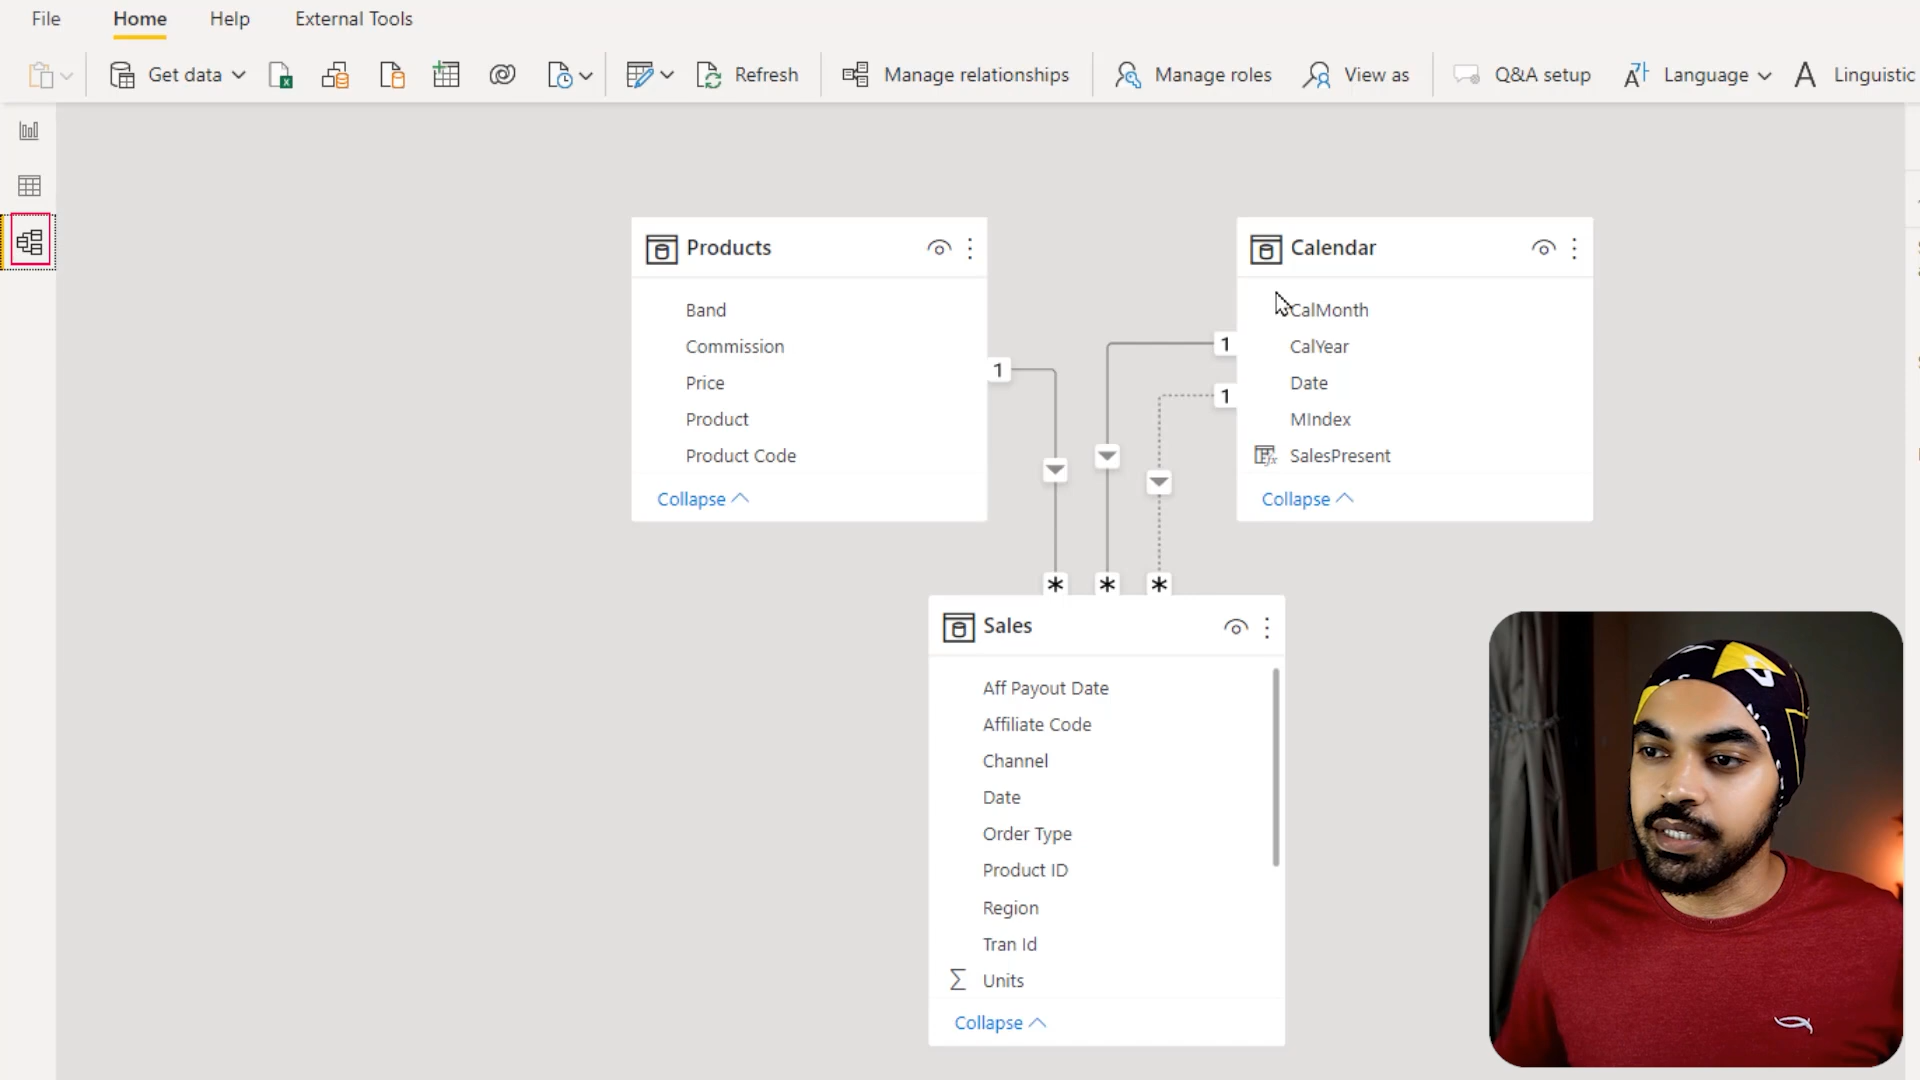 File Home Help External Tools
Get data Refresh Manage relationships Manage roles View as Q&A setup Language Linguistic
Products
Band
Commission
Price
Product
Product Code
Collapse
Calendar
CalMonth
CalYear
Date
MIndex
SalesPresent
Collapse
1
1
1
* * *
Sales
Aff Payout Date
Affiliate Code
Channel
Date
Order Type
Product ID
Region
Tran Id
Units
Collapse